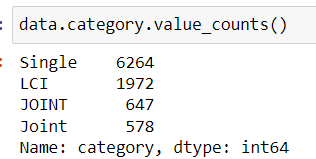 : data.category.value_counts()
: Single 6264
LCI 1972
JOINT 647
Joint 578
Name: category, dtype: int64